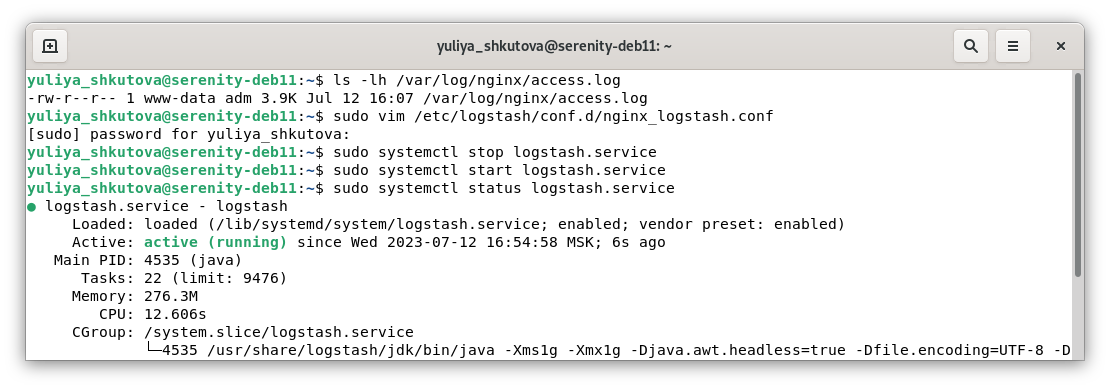 yuliya_shkutova@serenity-deb11: ~
yuliya_shkutova@serenity-deb11:~$ ls -lh /var/log/nginx/access.log
-rw-r--r-- 1 www-data adm 3.9K Jul 12 16:07 /var/log/nginx/access.log
yuliya_shkutova@serenity-deb11:~$ sudo vim /etc/logstash/conf.d/nginx_logstash.conf
[sudo] password for yuliya_shkutova:
yuliya_shkutova@serenity-deb11:~$ sudo systemctl stop logstash.service
yuliya_shkutova@serenity-deb11:~$ sudo systemctl start logstash.service
yuliya_shkutova@serenity-deb11:~$ sudo systemctl status logstash.service
● logstash.service - logstash
Loaded: loaded (/lib/systemd/system/logstash.service; enabled; vendor preset: enabled)
Active: active (running) since Wed 2023-07-12 16:54:58 MSK; 6s ago
Main PID: 4535 (java)
Tasks: 22 (limit: 9476)
Memory: 276.3M
CPU: 12.606s
CGroup: /system.slice/logstash.service
└─4535 /usr/share/logstash/jdk/bin/java -Xms1g -Xmx1g -Djava.awt.headless=true -Dfile.encoding=UTF-8 -D